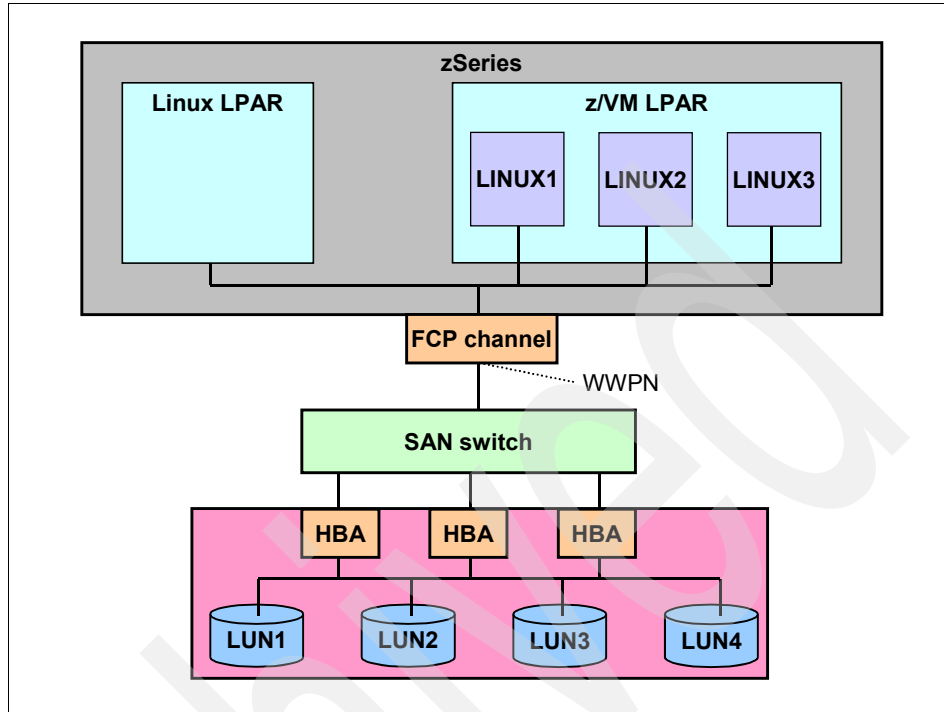 zSeries
Linux LPAR
z/VM LPAR
LINUX1
LINUX2
LINUX3
FCP channel
WWPN
SAN switch
HBA
HBA
HBA
LUN1
LUN2
LUN3
LUN4